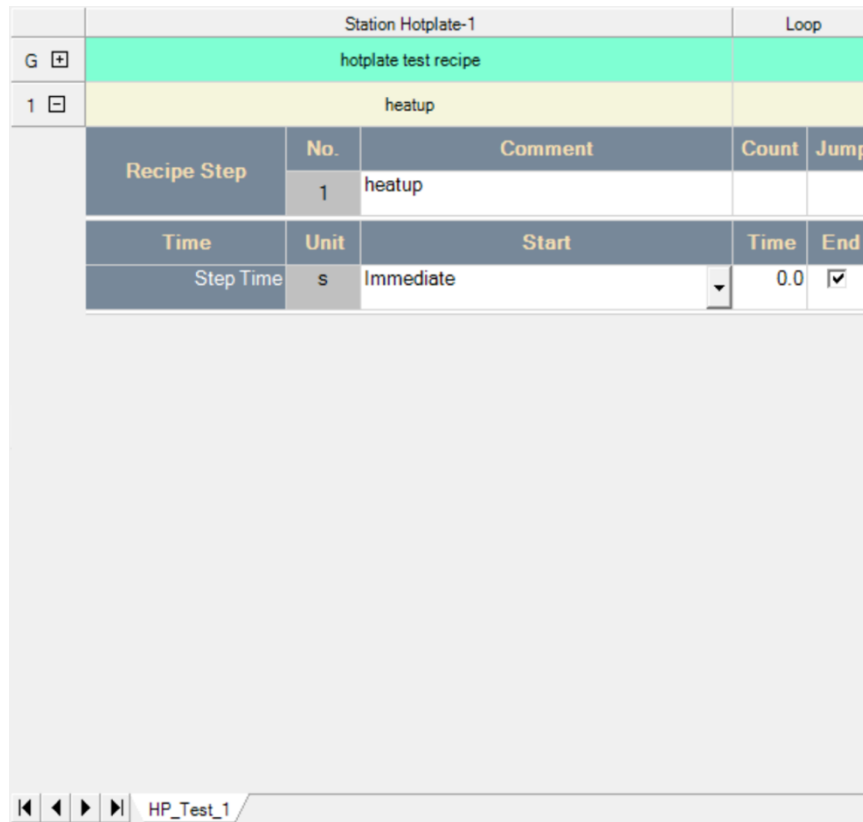 Station Hotplate-1 Loop
G hotplate test recipe
1 heatup
Recipe Step No. Comment Count Jump
1 heatup
Time Unit Start Time End
Step Time s Immediate 0.0
HP_Test_1